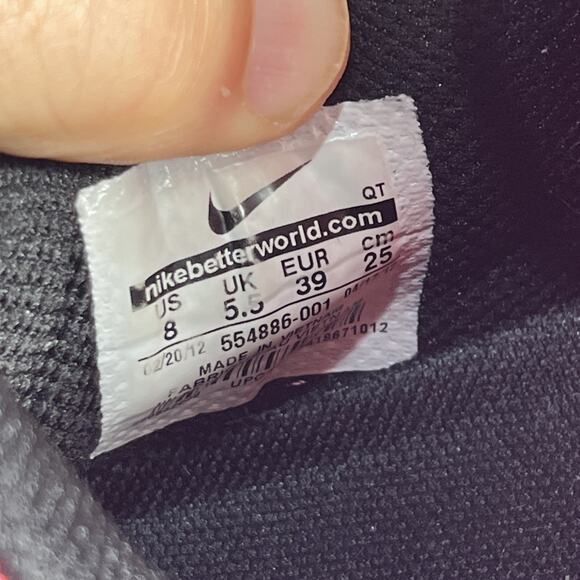 QT
nikebetterworld.com
US UK EUR cm
8 5.5 39 25
02/20/12 554886-001
MADE IN VIETNAM
UPC